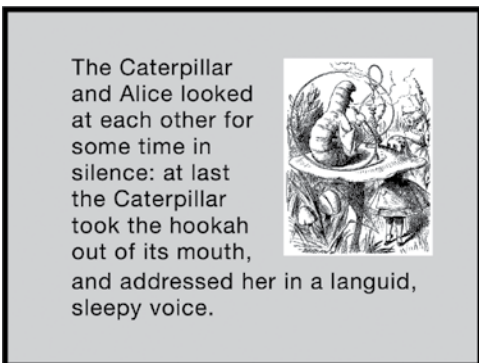 The Caterpillar
and Alice looked
at each other for
some time in
silence: at last
the Caterpillar
took the hookah
out of its mouth,
and addressed her in a languid,
sleepy voice.